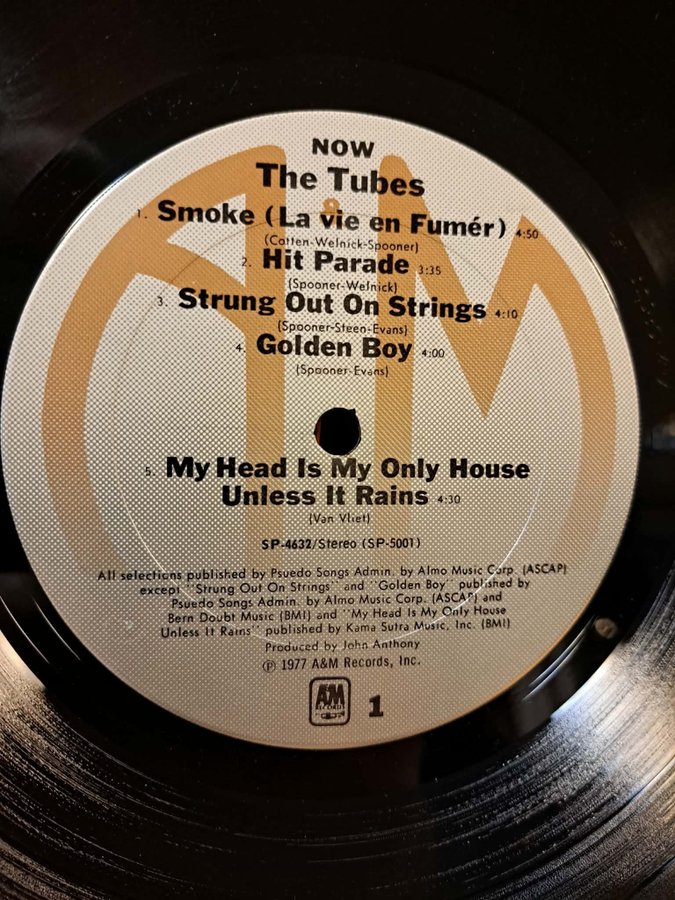 NOW
The Tubes
1. Smoke (La vie en Fumér) 4:50
(Cotten-Welnick-Spooner)
2. Hit Parade 3:35
(Spooner-Welnick)
3. Strung Out On Strings 4:10
(Spooner-Steen-Evans)
4. Golden Boy 4:00
(Spooner-Evans)
5. My Head Is My Only House
Unless It Rains 4:30
(Van Vliet)
SP-4632/Stereo (SP-5001)
All selections published by Psuedo Songs Admin. by Almo Music Corp. (ASCAP)
except "Strung Out On Strings" and "Golden Boy" published by
Psuedo Songs Admin. by Almo Music Corp. (ASCAP) and
Bern Doubt Music (BMI) and "My Head Is My Only House
Unless It Rains" published by Kama Sutra Music, Inc. (BMI)
Produced by John Anthony
℗ 1977 A&M Records, Inc.
A&M
RECORDS
1